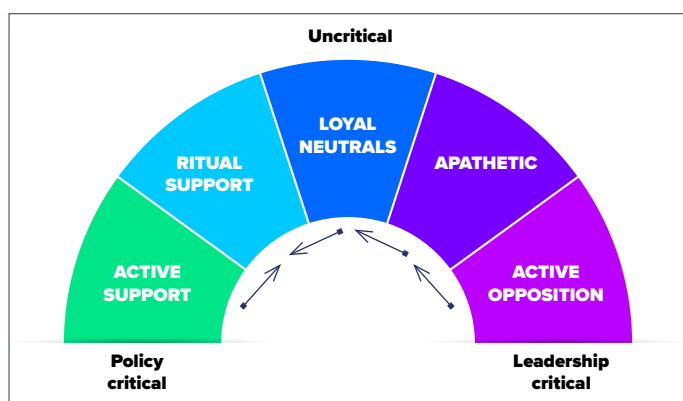 Uncritical
LOYAL
NEUTRALS
RITUAL
SUPPORT
APATHETIC
ACTIVE
SUPPORT
ACTIVE
OPPOSITION
Policy
critical
Leadership
critical